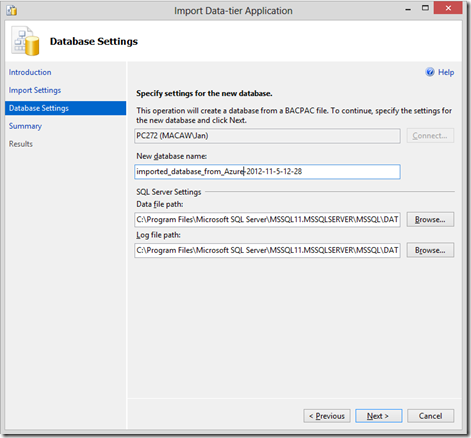 Import Data-tier Application
Database Settings
Introduction
Import Settings
Database Settings
Summary
Results
Help
Specify settings for the new database.
This operation will create a database from a BACPAC file. To continue, specify the settings for
the new database and click Next.
PC272 (MACAW\Jan)
Connect...
New database name:
imported_database_from_Azure-2012-11-5-12-28
SQL Server Settings
Data file path:
C:\Program Files\Microsoft SQL Server\MSSQL11.MSSQLSERVER\MSSQL\DAT
Browse...
Log file path:
C:\Program Files\Microsoft SQL Server\MSSQL11.MSSQLSERVER\MSSQL\DAT
Browse...
< Previous
Next >
Cancel